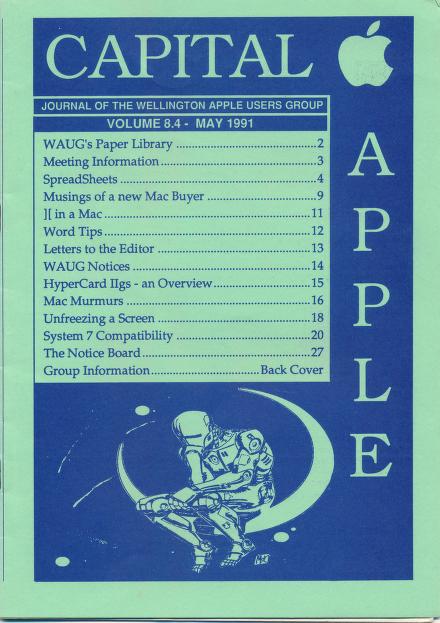 CAPITAL
APPLE
JOURNAL OF THE WELLINGTON APPLE USERS GROUP
VOLUME 8.4 - MAY 1991
WAUG's Paper Library ........ 2
Meeting Information ........ 3
SpreadSheets ........ 4
Musings of a new Mac Buyer ........ 9
][ in a Mac ........ 11
Word Tips ........ 12
Letters to the Editor ........ 13
WAUG Notices ........ 14
HyperCard IIgs - an Overview ........ 15
Mac Murmurs ........ 16
Unfreezing a Screen ........ 18
System 7 Compatibility ........ 20
The Notice Board ........ 27
Group Information ........ Back Cover